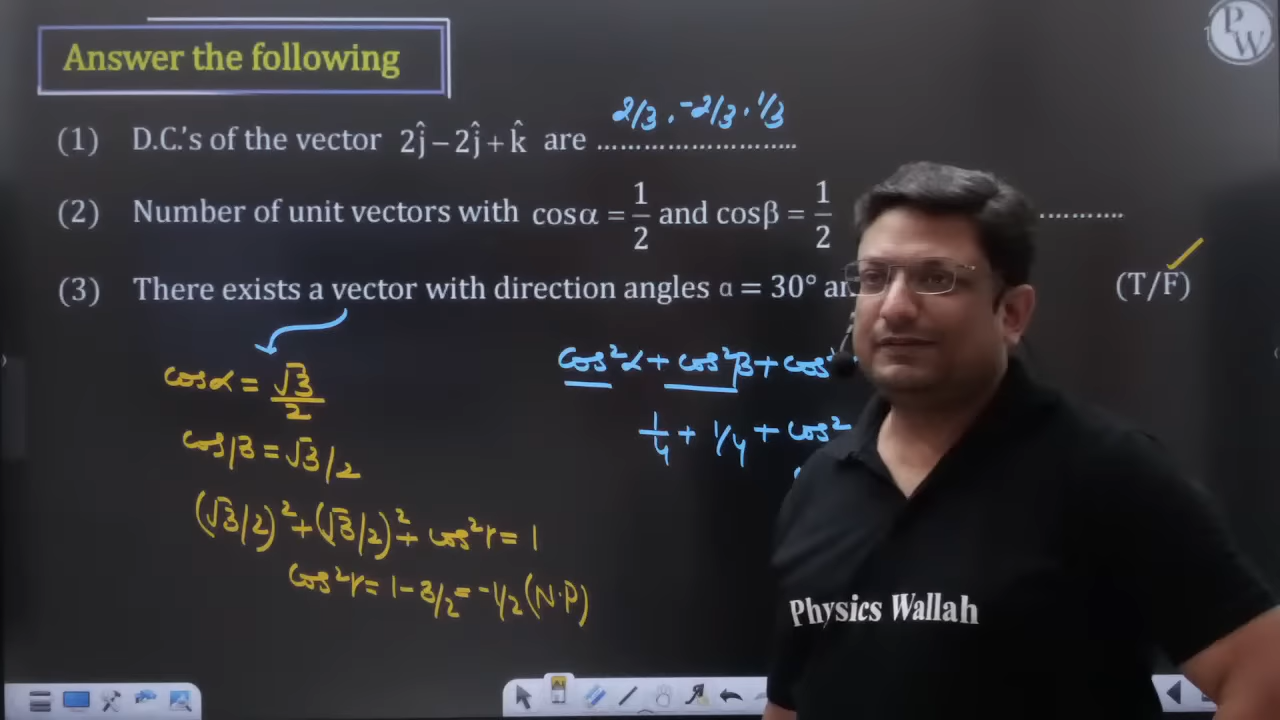 Answer the following
PW
2/3, -2/3, 1/3
(1) D.C.'s of the vector 2ĵ − 2ĵ + k̂ are ..............................
(2) Number of unit vectors with cosα = 1/2 and cosβ = 1/2 ............
(3) There exists a vector with direction angles α = 30° (T/F)
cosα = √3/2
cosβ = √3/2
(√3/2)² + (√3/2)² + cos²γ = 1
cos²γ = 1 − 3/2 = −1/2 (N.P)
cos²α + cos²β + cos
1/4 + 1/4 + cos²
Physics Wallah